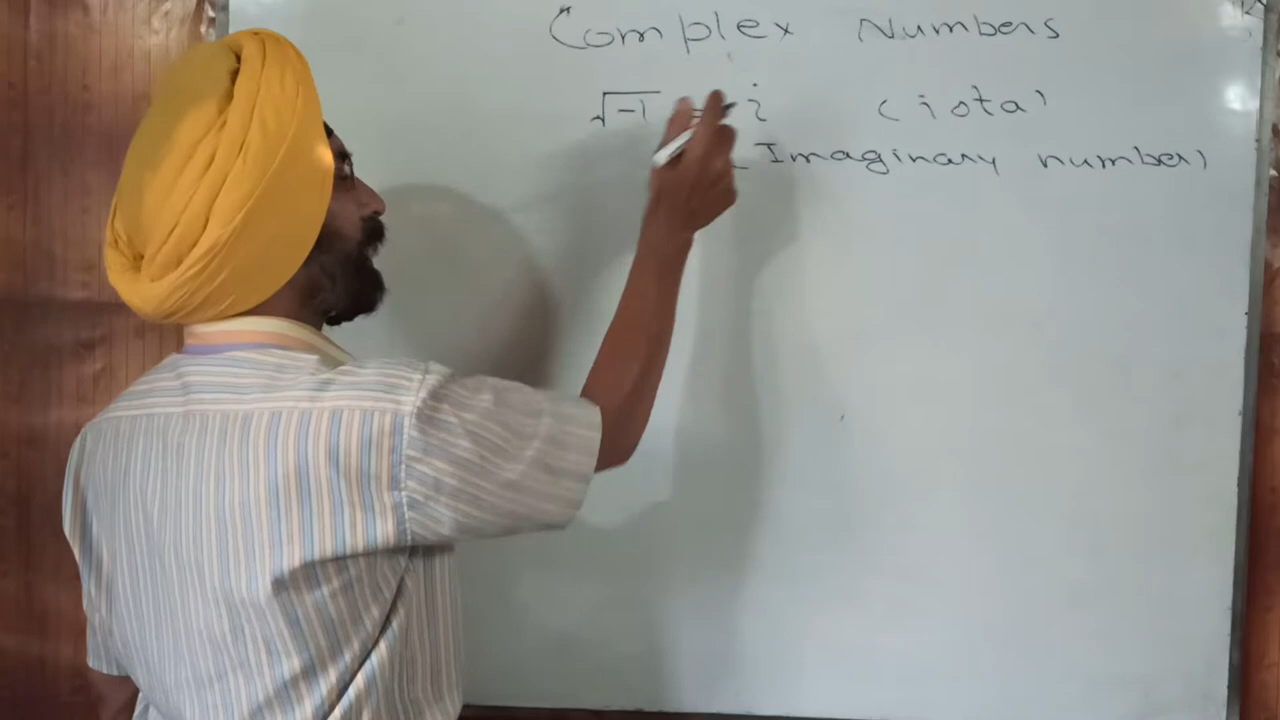 Complex Numbers
√-1 = i (iota)
(Imaginary number)